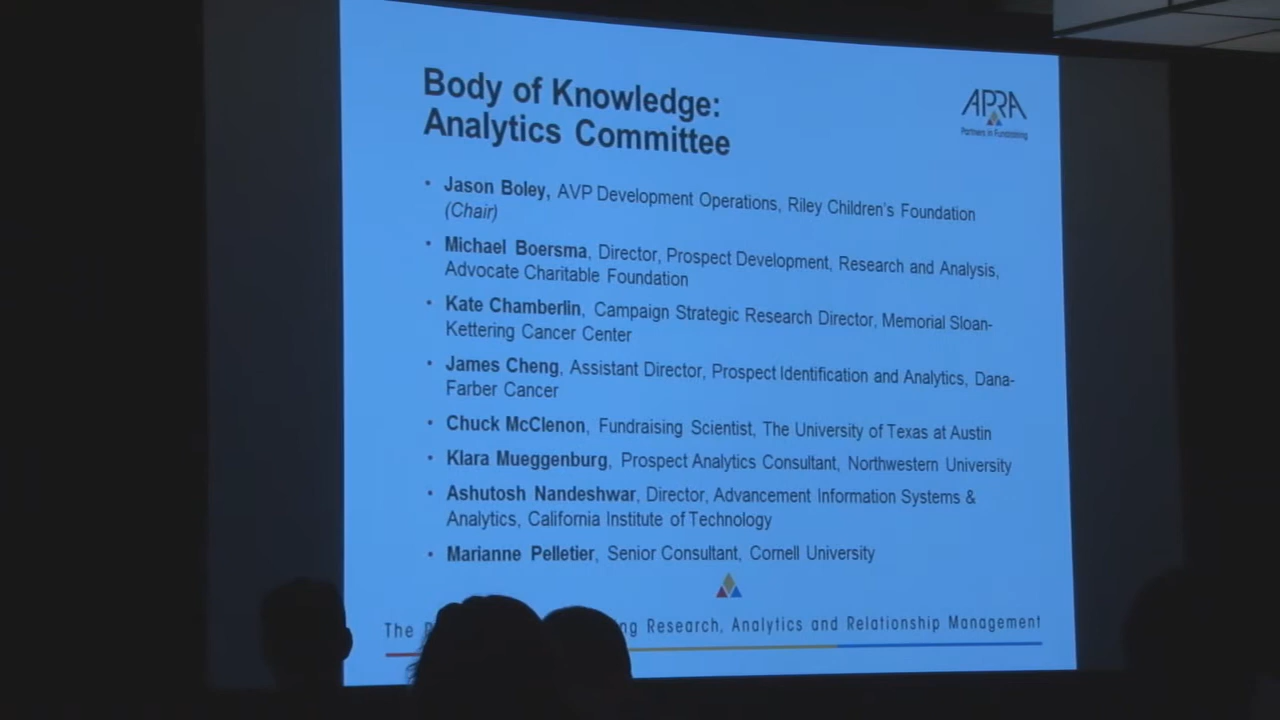 Body of Knowledge:
Analytics Committee
APRA
Partners in Fundraising
• Jason Boley, AVP Development Operations, Riley Children's Foundation
(Chair)
• Michael Boersma, Director, Prospect Development, Research and Analysis,
Advocate Charitable Foundation
• Kate Chamberlin, Campaign Strategic Research Director, Memorial Sloan-
Kettering Cancer Center
• James Cheng, Assistant Director, Prospect Identification and Analytics, Dana-
Farber Cancer
• Chuck McClenon, Fundraising Scientist, The University of Texas at Austin
• Klara Mueggenburg, Prospect Analytics Consultant, Northwestern University
• Ashutosh Nandeshwar, Director, Advancement Information Systems &
Analytics, California Institute of Technology
• Marianne Pelletier, Senior Consultant, Cornell University
The Research, Analytics and Relationship Management